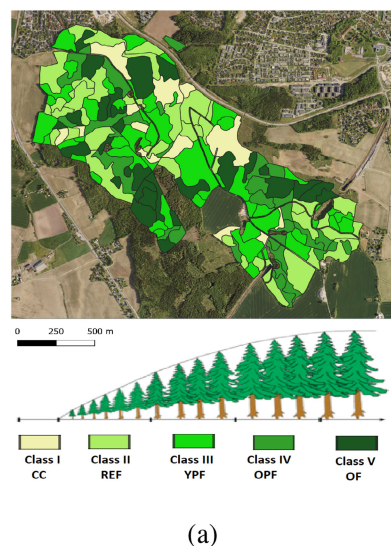 0 250 500 m
Class I Class II Class III Class IV Class V
CC REF YPF OPF OF
(a)